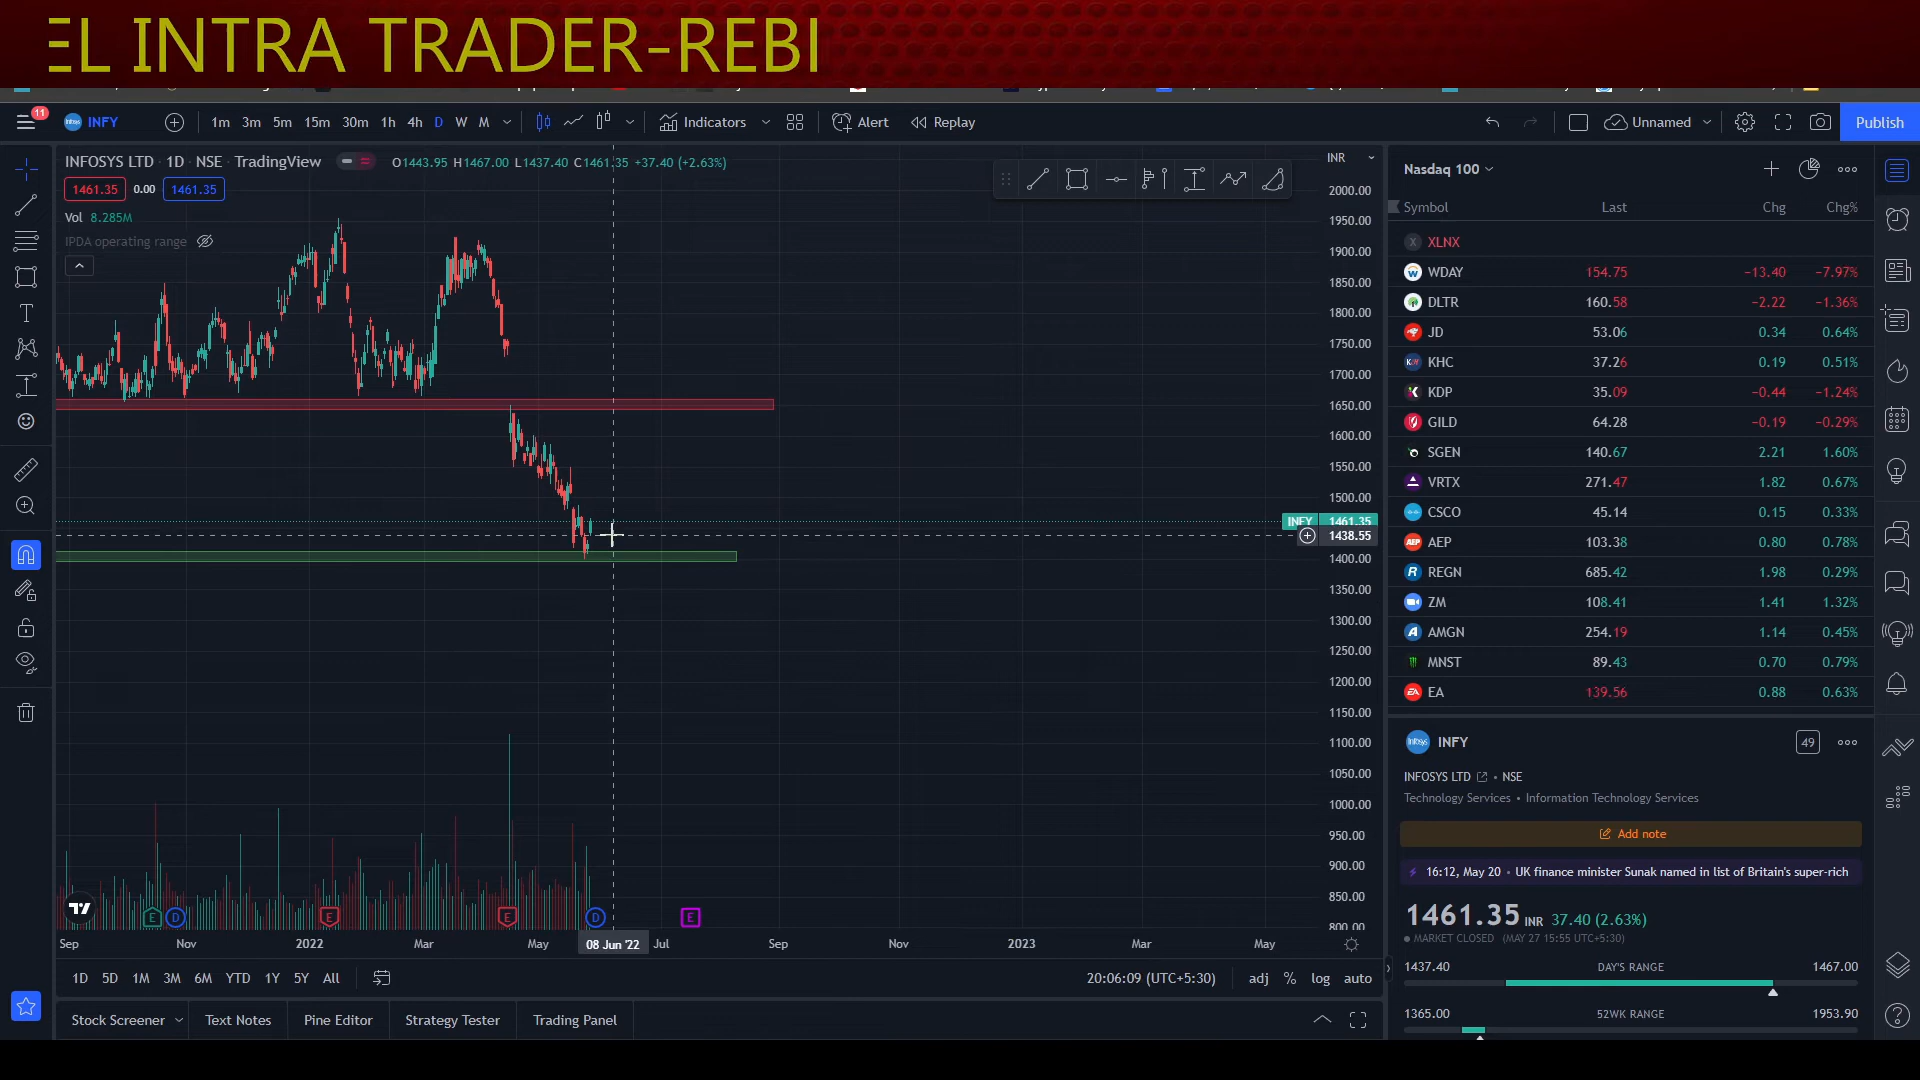 EL INTRA TRADER-REBI
11
INFY
1m 3m 5m 15m 30m 1h 4h D W M
Indicators
Alert
Replay
Unnamed
Publish
INFOSYS LTD · 1D · NSE · TradingView
O1443.95 H1467.00 L1437.40 C1461.35 +37.40 (+2.63%)
1461.35 0.00 1461.35
Vol 8.285M
IPDA operating range
INR
2000.00
1950.00
1900.00
1850.00
1800.00
1750.00
1700.00
1650.00
1600.00
1550.00
1500.00
INFY 1461.35
1438.55
1400.00
1350.00
1300.00
1250.00
1200.00
1150.00
1100.00
1050.00
1000.00
950.00
900.00
850.00
800.00
E D E E D E
Sep Nov 2022 Mar May 08 Jun '22 Jul Sep Nov 2023 Mar May
1D 5D 1M 3M 6M YTD 1Y 5Y All
20:06:09 (UTC+5:30) adj % log auto
Stock Screener Text Notes Pine Editor Strategy Tester Trading Panel
Nasdaq 100
Symbol Last Chg Chg%
XLNX
WDAY 154.75 −13.40 −7.97%
DLTR 160.58 −2.22 −1.36%
JD 53.06 0.34 0.64%
KHC 37.26 0.19 0.51%
KDP 35.09 −0.44 −1.24%
GILD 64.28 −0.19 −0.29%
SGEN 140.67 2.21 1.60%
VRTX 271.47 1.82 0.67%
CSCO 45.14 0.15 0.33%
AEP 103.38 0.80 0.78%
REGN 685.42 1.98 0.29%
ZM 108.41 1.41 1.32%
AMGN 254.19 1.14 0.45%
MNST 89.43 0.70 0.79%
EA 139.56 0.88 0.63%
INFY 49
INFOSYS LTD • NSE
Technology Services • Information Technology Services
Add note
16:12, May 20 • UK finance minister Sunak named in list of Britain's super-rich
1461.35 INR 37.40 (2.63%)
MARKET CLOSED (MAY 27 15:55 UTC+5:30)
1437.40 DAY'S RANGE 1467.00
1365.00 52WK RANGE 1953.90